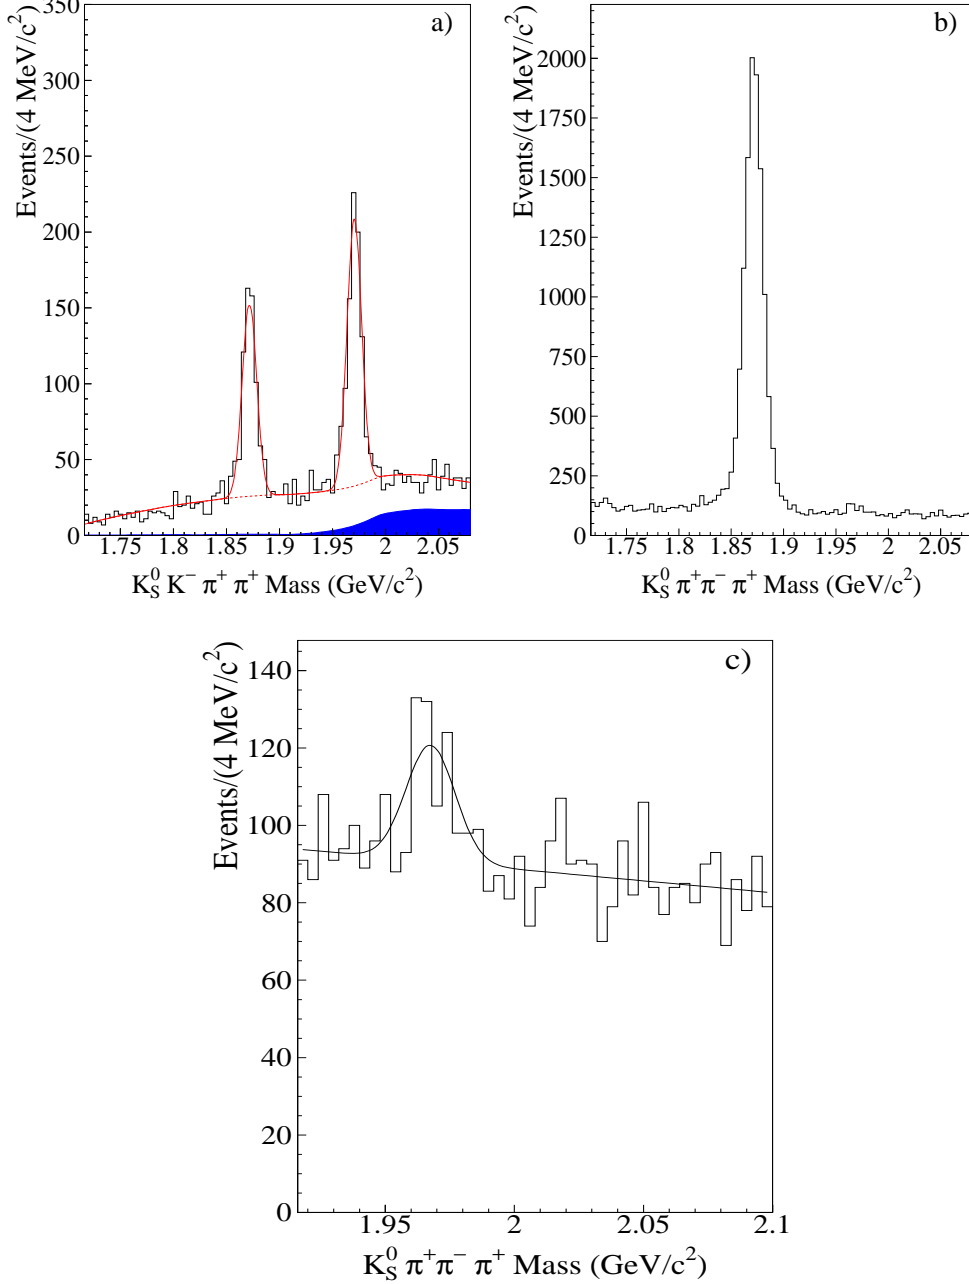 a)
Events/(4 MeV/c²)
350
300
250
200
150
100
50
0
1.75 1.8 1.85 1.9 1.95 2 2.05
K⁰_S K⁻ π⁺ π⁺ Mass (GeV/c²)
b)
Events/(4 MeV/c²)
2000
1750
1500
1250
1000
750
500
250
0
1.75 1.8 1.85 1.9 1.95 2 2.05
K⁰_S π⁺π⁻ π⁺ Mass (GeV/c²)
c)
Events/(4 MeV/c²)
140
120
100
80
60
40
20
0
1.95 2 2.05 2.1
K⁰_S π⁺π⁻ π⁺ Mass (GeV/c²)